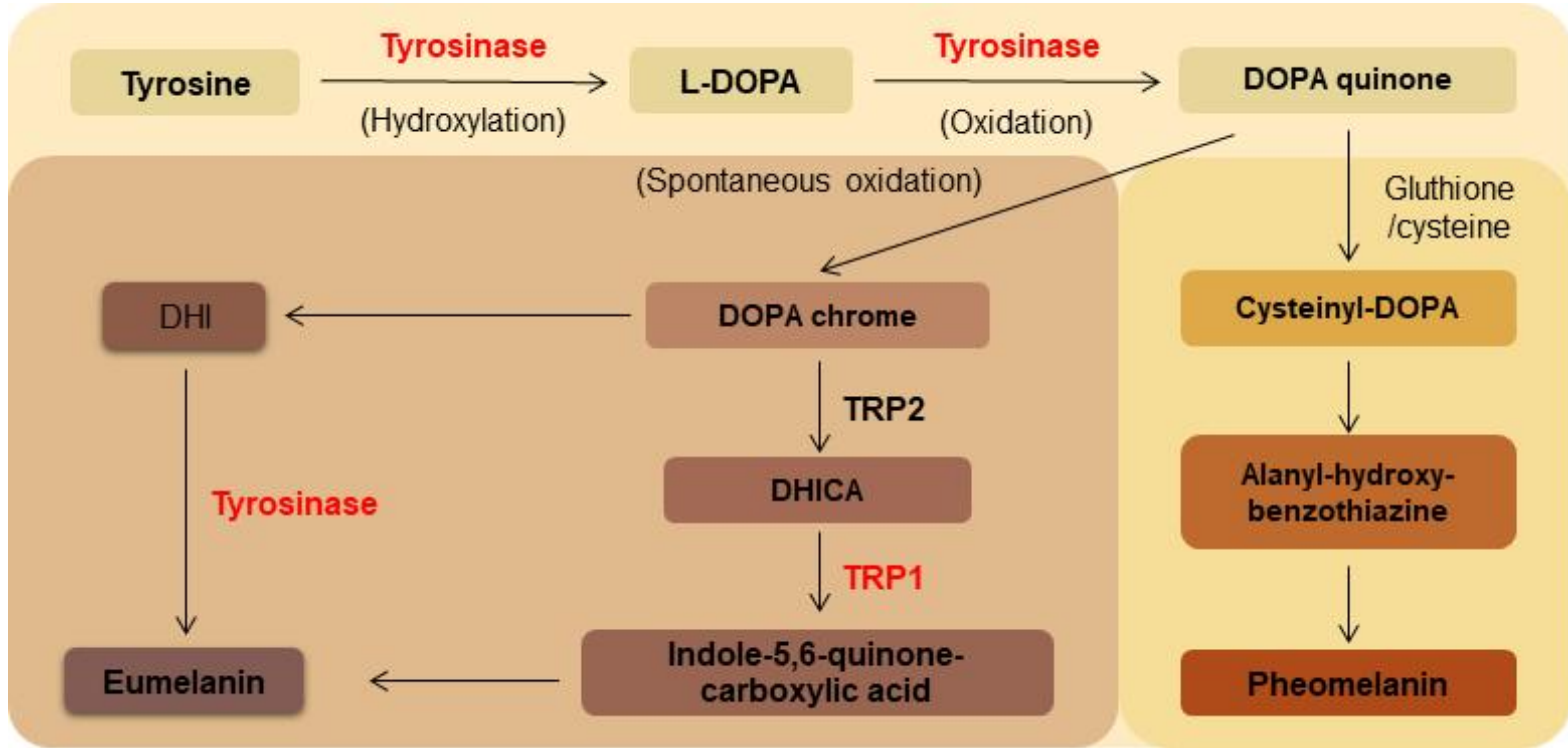 Tyrosinase
Tyrosinase
Tyrosine
L-DOPA
DOPA quinone
(Hydroxylation)
(Oxidation)
(Spontaneous oxidation)
Gluthione
/cysteine
DHI
DOPA chrome
Cysteinyl-DOPA
TRP2
Tyrosinase
DHICA
Alanyl-hydroxy-
benzothiazine
TRP1
Eumelanin
Indole-5,6-quinone-
carboxylic acid
Pheomelanin